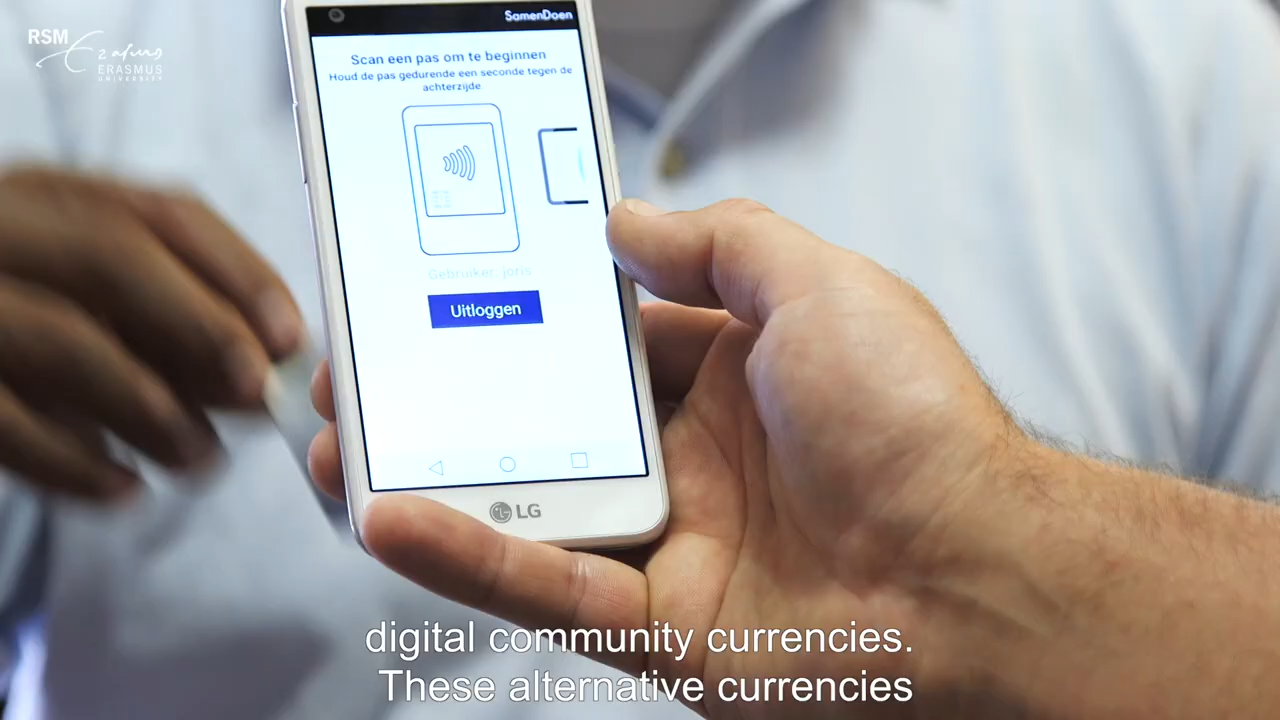 RSM
Erasmus
ERASMUS
UNIVERSITY
SamenDoen
Scan een pas om te beginnen
Houd de pas gedurende een seconde tegen de
achterzijde
Gebruiker: joris
Uitloggen
LG
digital community currencies.
These alternative currencies